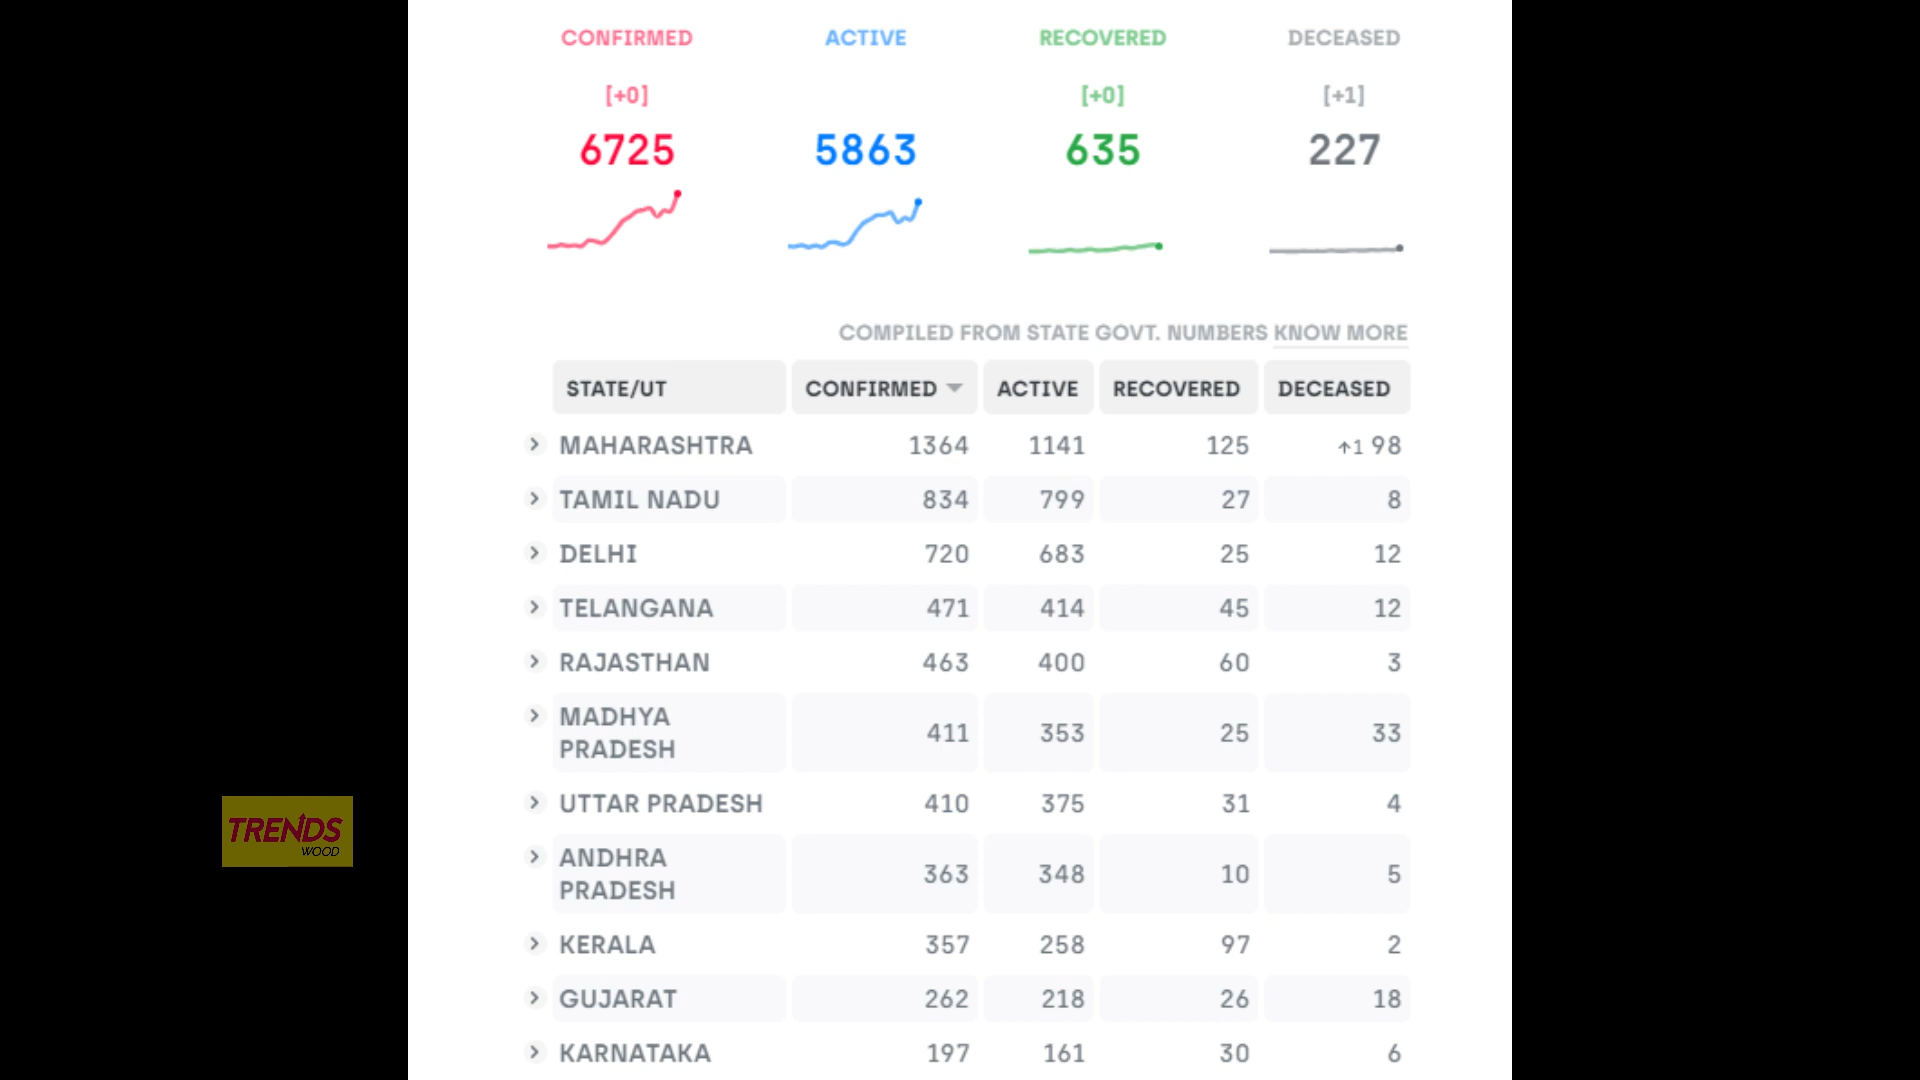 CONFIRMED ACTIVE RECOVERED DECEASED
[+0] [+0] [+1]
6725 5863 635 227
COMPILED FROM STATE GOVT. NUMBERS KNOW MORE
STATE/UT CONFIRMED ACTIVE RECOVERED DECEASED
MAHARASHTRA 1364 1141 125 ↑1 98
TAMIL NADU 834 799 27 8
DELHI 720 683 25 12
TELANGANA 471 414 45 12
RAJASTHAN 463 400 60 3
MADHYA
PRADESH 411 353 25 33
UTTAR PRADESH 410 375 31 4
ANDHRA
PRADESH 363 348 10 5
KERALA 357 258 97 2
GUJARAT 262 218 26 18
KARNATAKA 197 161 30 6
TRENDS
WOOD